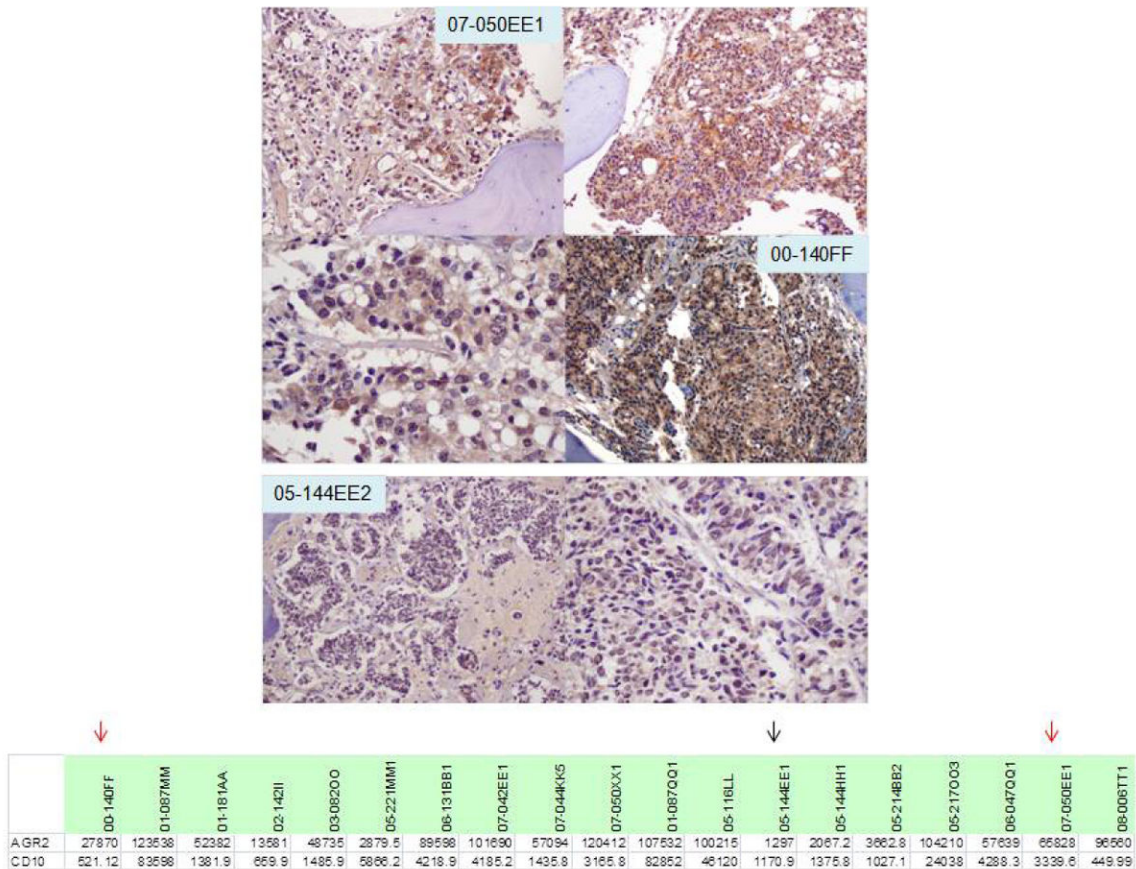 07-050EE1
00-140FF
05-144EE2
00-140FF 01-087MM 01-181AA 02-142II 03-082OO 05-221MM1 06-131BB1 07-042EE1 07-044KK5 07-050XX1 01-087QQ1 05-116LL 05-144EE1 05-144HH1 05-214BB2 05-217OO3 06-047QQ1 07-050EE1 08-006TT1
AGR2 27870 123538 52382 13581 48735 2879.5 89598 101690 57094 120412 107532 100215 1297 2067.2 3662.8 104210 57639 65828 96560
CD10 521.12 83598 1381.9 659.9 1485.9 5866.2 4218.9 4185.2 1435.8 3165.8 82852 46120 1170.9 1375.8 1027.1 24038 4288.3 3339.6 449.99